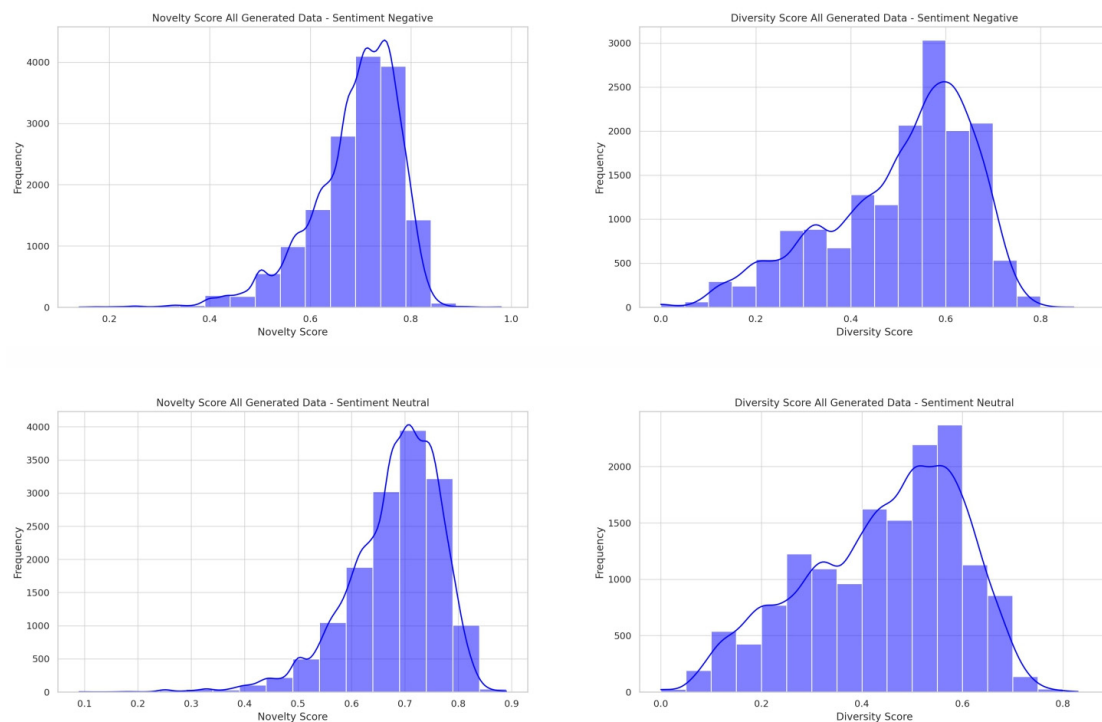 Novelty Score All Generated Data - Sentiment Negative
Frequency
4000
3000
2000
1000
0
0.2 0.4 0.6 0.8 1.0
Novelty Score
Diversity Score All Generated Data - Sentiment Negative
Frequency
3000
2500
2000
1500
1000
500
0
0.0 0.2 0.4 0.6 0.8
Diversity Score
Novelty Score All Generated Data - Sentiment Neutral
Frequency
4000
3500
3000
2500
2000
1500
1000
500
0
0.1 0.2 0.3 0.4 0.5 0.6 0.7 0.8 0.9
Novelty Score
Diversity Score All Generated Data - Sentiment Neutral
Frequency
2000
1500
1000
500
0
0.0 0.2 0.4 0.6 0.8
Diversity Score